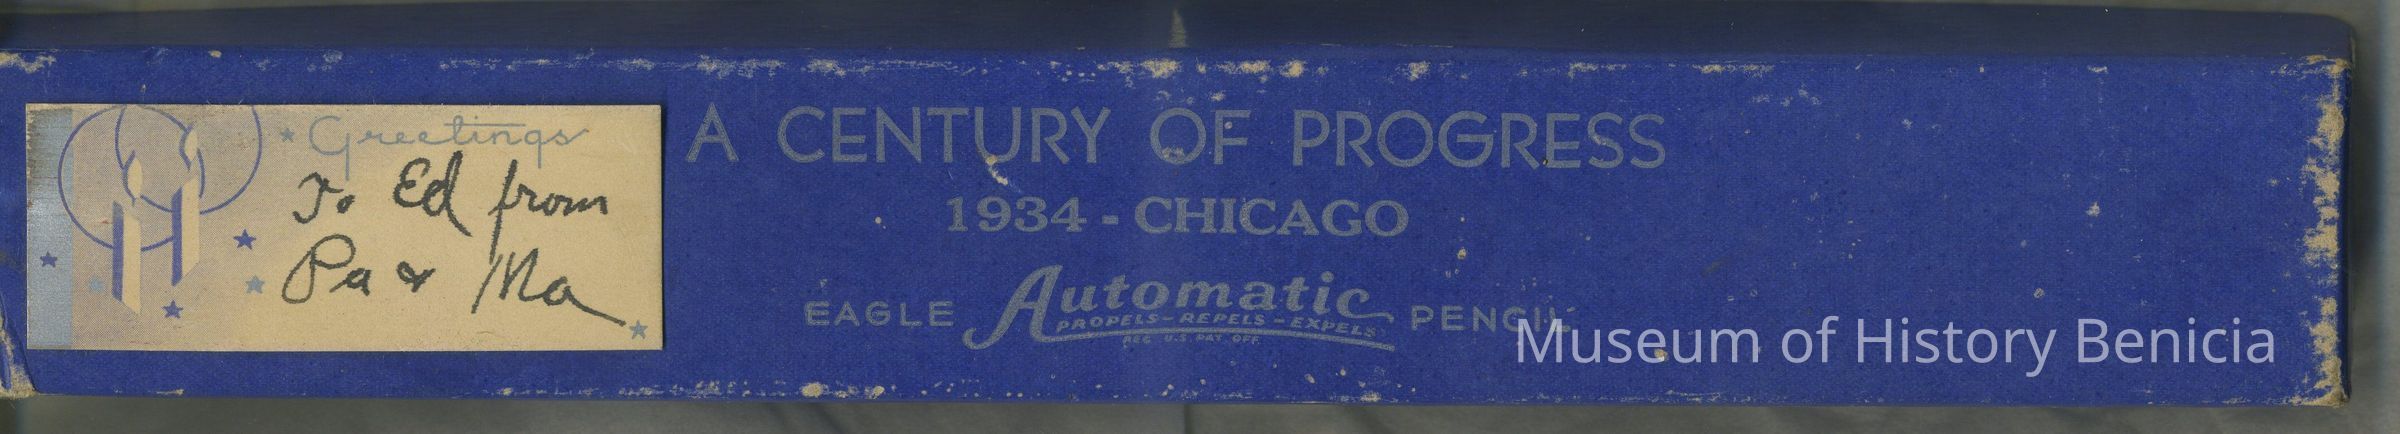 Greetings
To Ed from
Pa & Ma
A CENTURY OF PROGRESS
1934 - CHICAGO
EAGLE Automatic PENCIL
PROPELS - REPELS - EXPELS
REG. U.S. PAT. OFF.
Museum of History Benicia